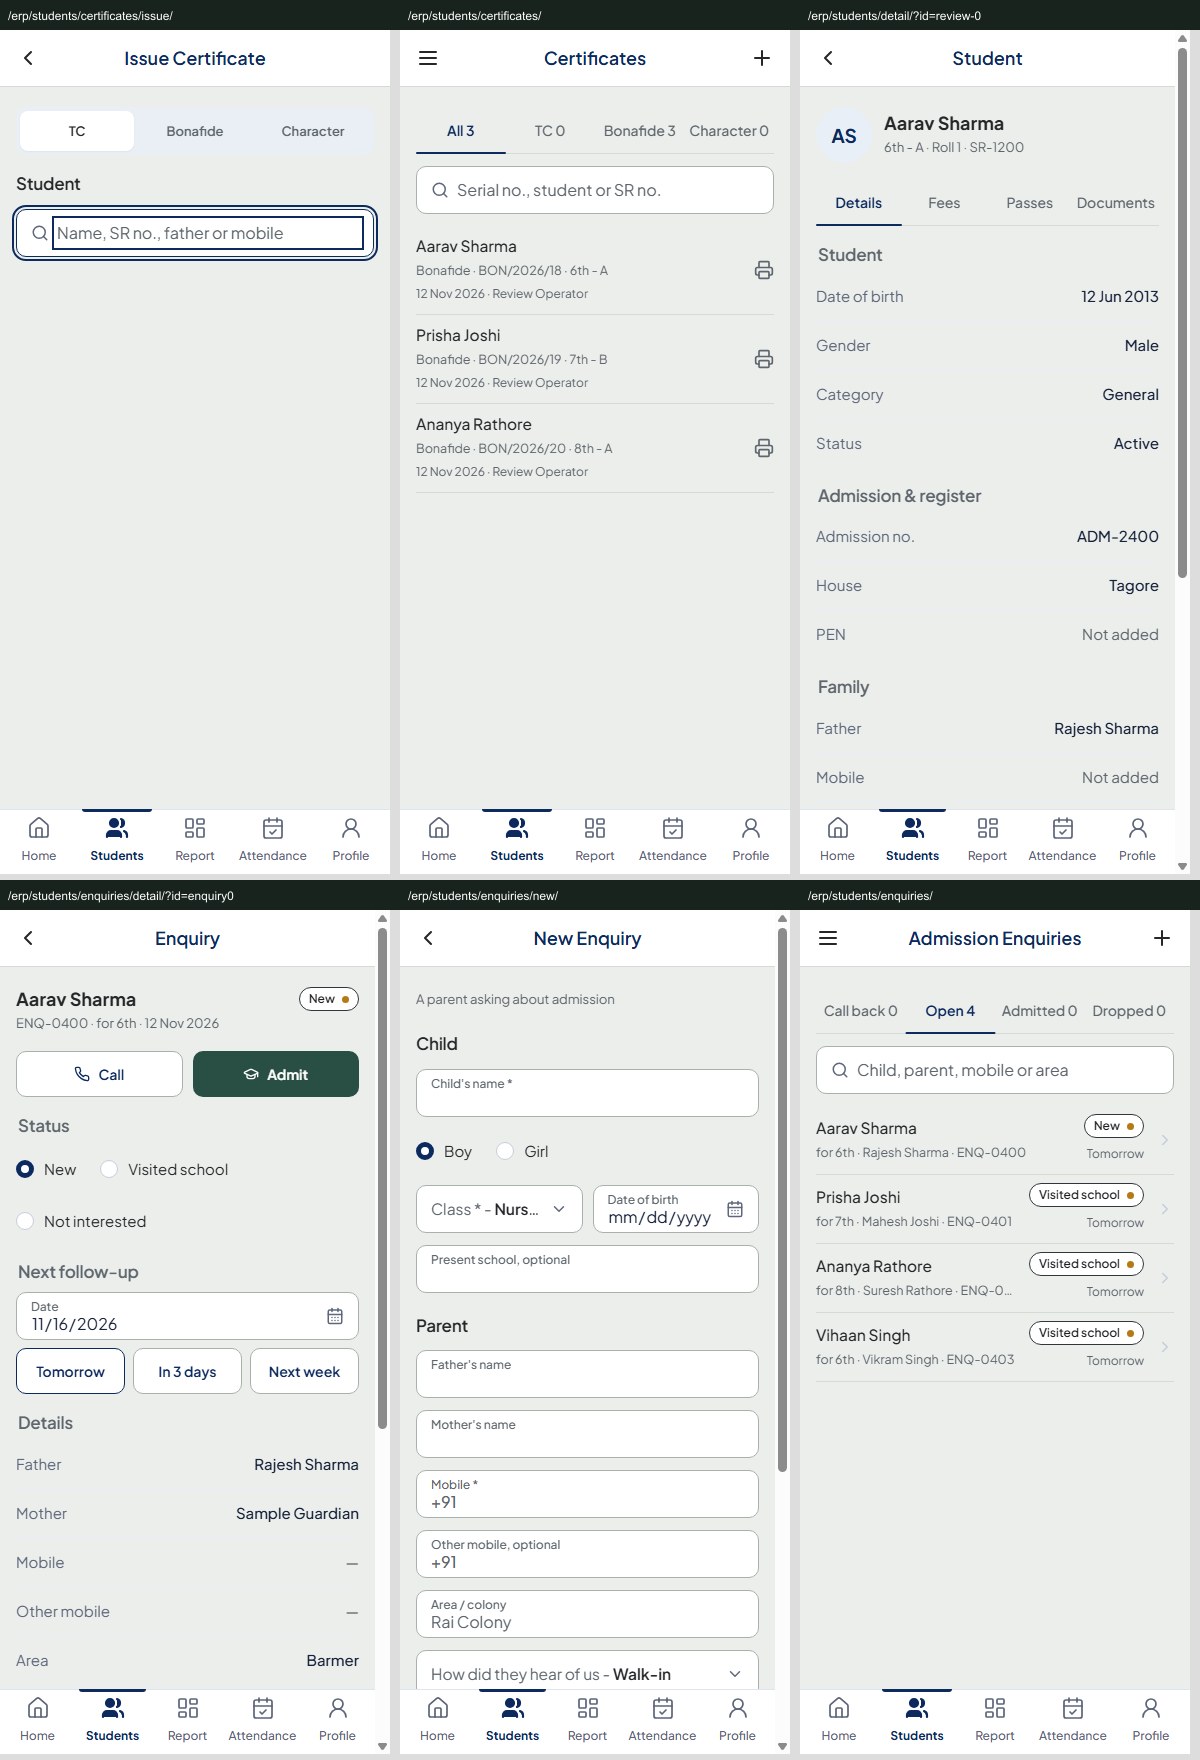 /erp/students/certificates/issue/
Issue Certificate
TC
Bonafide
Character
Student
Name, SR no., father or mobile
Home
Students
Report
Attendance
Profile
/erp/students/certificates/
Certificates
All 3
TC 0
Bonafide 3
Character 0
Serial no., student or SR no.
Aarav Sharma
Bonafide · BON/2026/18 · 6th - A
12 Nov 2026 · Review Operator
Prisha Joshi
Bonafide · BON/2026/19 · 7th - B
12 Nov 2026 · Review Operator
Ananya Rathore
Bonafide · BON/2026/20 · 8th - A
12 Nov 2026 · Review Operator
Home
Students
Report
Attendance
Profile
/erp/students/detail/?id=review-0
Student
AS
Aarav Sharma
6th - A · Roll 1 · SR-1200
Details
Fees
Passes
Documents
Student
Date of birth 12 Jun 2013
Gender Male
Category General
Status Active
Admission & register
Admission no. ADM-2400
House Tagore
PEN Not added
Family
Father Rajesh Sharma
Mobile Not added
Home
Students
Report
Attendance
Profile
/erp/students/enquiries/detail/?id=enquiry0
Enquiry
Aarav Sharma
New
ENQ-0400 · for 6th · 12 Nov 2026
Call
Admit
Status
New
Visited school
Not interested
Next follow-up
Date
11/16/2026
Tomorrow
In 3 days
Next week
Details
Father Rajesh Sharma
Mother Sample Guardian
Mobile —
Other mobile —
Area Barmer
Home
Students
Report
Attendance
Profile
/erp/students/enquiries/new/
New Enquiry
A parent asking about admission
Child
Child's name *
Boy
Girl
Class * - Nurs...
Date of birth
mm/dd/yyyy
Present school, optional
Parent
Father's name
Mother's name
Mobile *
+91
Other mobile, optional
+91
Area / colony
Rai Colony
How did they hear of us - Walk-in
Home
Students
Report
Attendance
Profile
/erp/students/enquiries/
Admission Enquiries
Call back 0
Open 4
Admitted 0
Dropped 0
Child, parent, mobile or area
Aarav Sharma
New
for 6th · Rajesh Sharma · ENQ-0400
Tomorrow
Prisha Joshi
Visited school
for 7th · Mahesh Joshi · ENQ-0401
Tomorrow
Ananya Rathore
Visited school
for 8th · Suresh Rathore · ENQ-0...
Tomorrow
Vihaan Singh
Visited school
for 6th · Vikram Singh · ENQ-0403
Tomorrow
Home
Students
Report
Attendance
Profile